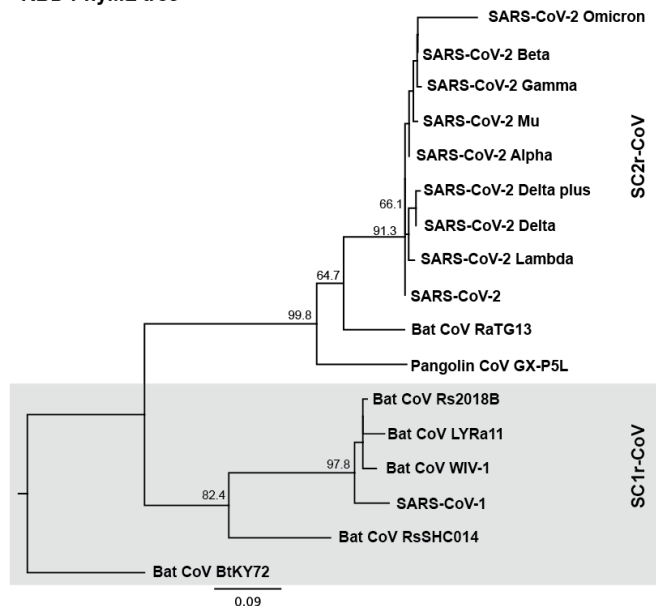 SARS-CoV-2 Omicron
SARS-CoV-2 Beta
SARS-CoV-2 Gamma
SARS-CoV-2 Mu
SARS-CoV-2 Alpha
SARS-CoV-2 Delta plus
66.1
SARS-CoV-2 Delta
91.3
SARS-CoV-2 Lambda
64.7
SARS-CoV-2
99.8
Bat CoV RaTG13
Pangolin CoV GX-P5L
SC2r-CoV
Bat CoV Rs2018B
Bat CoV LYRa11
97.8
Bat CoV WIV-1
82.4
SARS-CoV-1
Bat CoV RsSHC014
Bat CoV BtKY72
SC1r-CoV
0.09